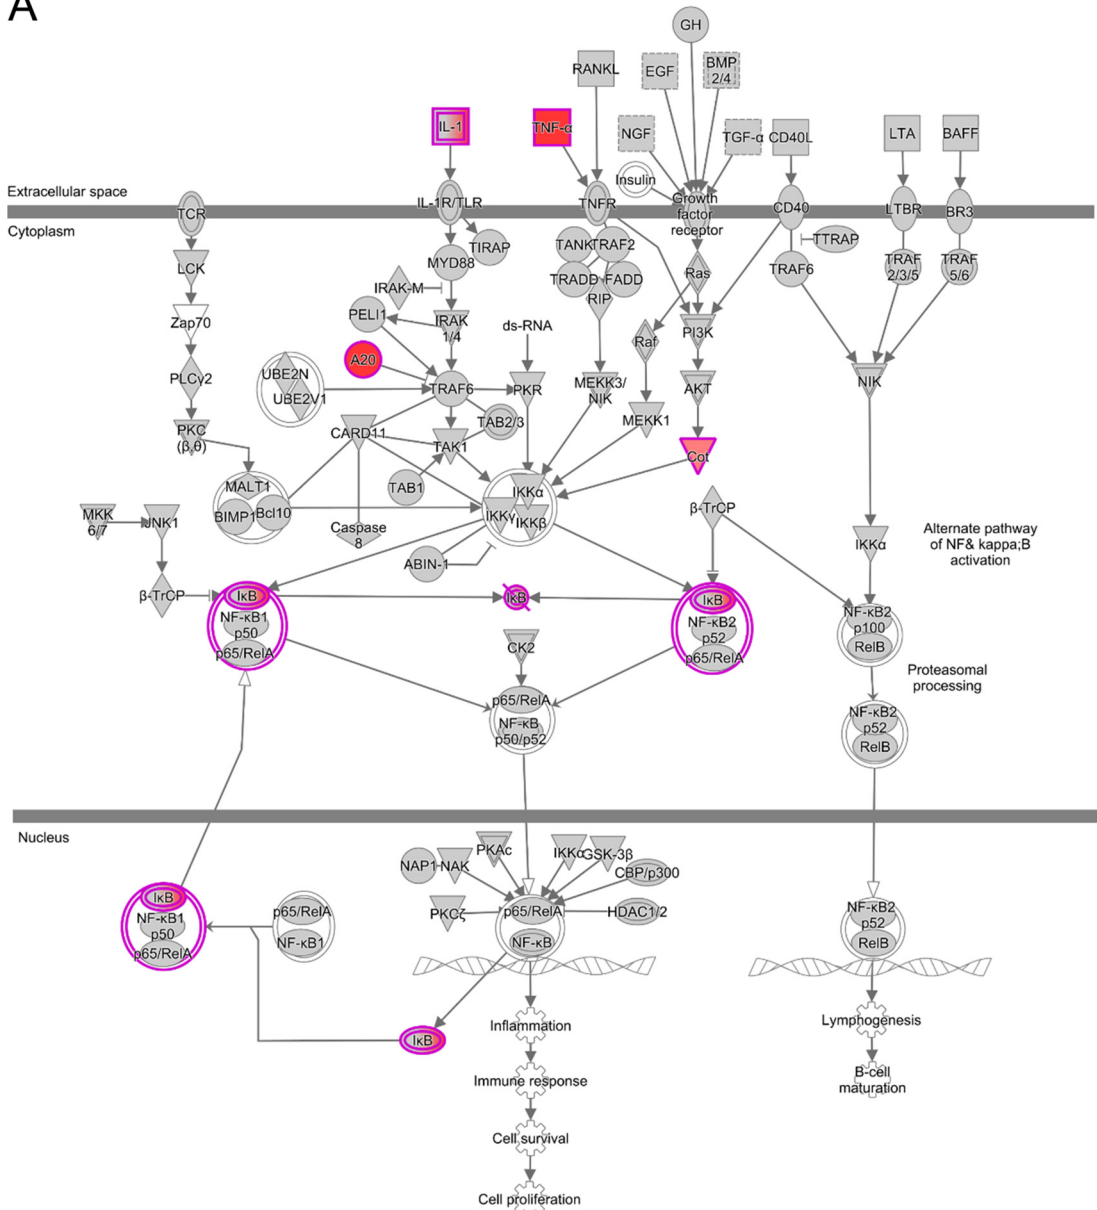 A
GH
RANKL
EGF
BMP
2/4
IL-1
TNF-α
NGF
TGF-α
CD40L
LTA
BAFF
Insulin
Extracellular space
TCR
IL-1R/TLR
TNFR
Growth
factor
receptor
CD40
LTBR
BR3
Cytoplasm
LCK
MYD88
TIRAP
TANK
TRAF2
TTRAP
TRADD
FADD
RIP
Ras
TRAF6
TRAF
2/3/5
TRAF
5/6
IRAK-M
PELI1
IRAK
1/4
Zap70
ds-RNA
Raf
PI3K
A20
UBE2N
UBE2V1
PLCγ2
TRAF6
PKR
MEKK3/
NIK
AKT
NIK
PKC
(β,θ)
CARD11
TAK1
TAB2/3
MEKK1
Cot
MALT1
BIMP1
Bcl10
TAB1
IKKα
IKKγ
IKKβ
β-TrCP
MKK
6/7
JNK1
Caspase
8
ABIN-1
IKKα
Alternate pathway
of NF& kappa;B
activation
β-TrCP
IκB
NF-κB1
p50
p65/RelA
IκB
IκB
NF-κB2
p52
p65/RelA
NF-κB2
p100
RelB
CK2
Proteasomal
processing
p65/RelA
NF-κB
p50/p52
NF-κB2
p52
RelB
Nucleus
NAP1
NAK
PKAc
IKKα
GSK-3β
CBP/p300
PKCζ
p65/RelA
HDAC1/2
NF-κB
IκB
NF-κB1
p50
p65/RelA
p65/RelA
NF-κB1
NF-κB2
p52
RelB
IκB
Inflammation
Immune response
Cell survival
Cell proliferation
Lymphogenesis
B-cell
maturation